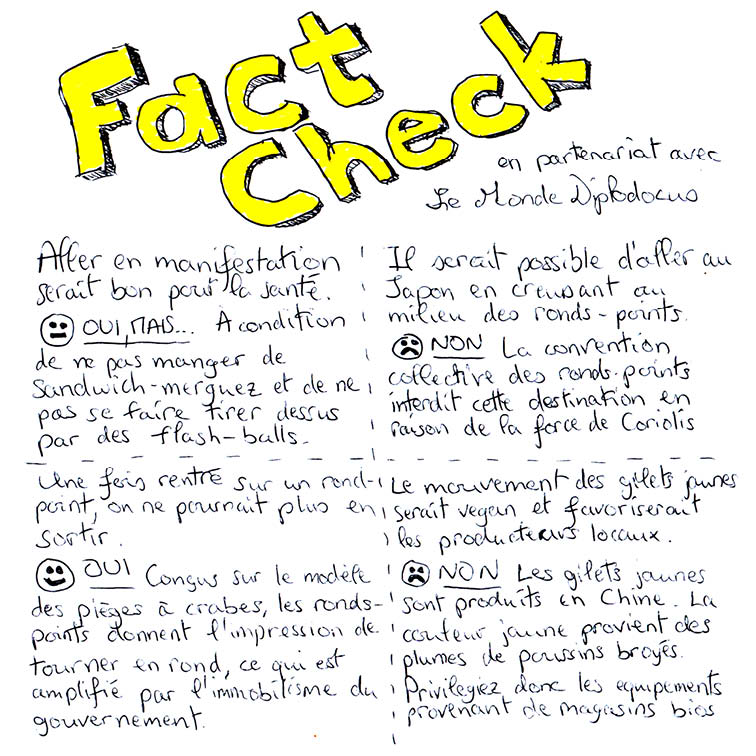 Fact
Check
en partenariat avec
Le Monde Diplodocus
Aller en manifestation
serait bon pour la santé.
OUI, MAIS... A condition
de ne pas manger de
Sandwich-merguez et de ne
pas se faire tirer dessus
par des flash-balls.
Il serait possible d'aller au
Japon en creusant au
milieu des ronds-points.
NON La convention
collective des ronds-points
interdit cette destination en
raison de la force de Coriolis
Une fois rentré sur un rond-
point, on ne pourrait plus en
sortir.
OUI Conçus sur le modèle
des pièges à crabes, les ronds-
points donnent l'impression de
tourner en rond, ce qui est
amplifié par l'immobilisme du
gouvernement.
Le mouvement des gilets jaunes
serait vegan et favoriserait
les producteurs locaux.
NON Les gilets jaunes
sont produits en Chine. La
couleur jaune provient des
plumes de poussins broyés.
Privilegiez donc les equipements
provenant de magasins bios